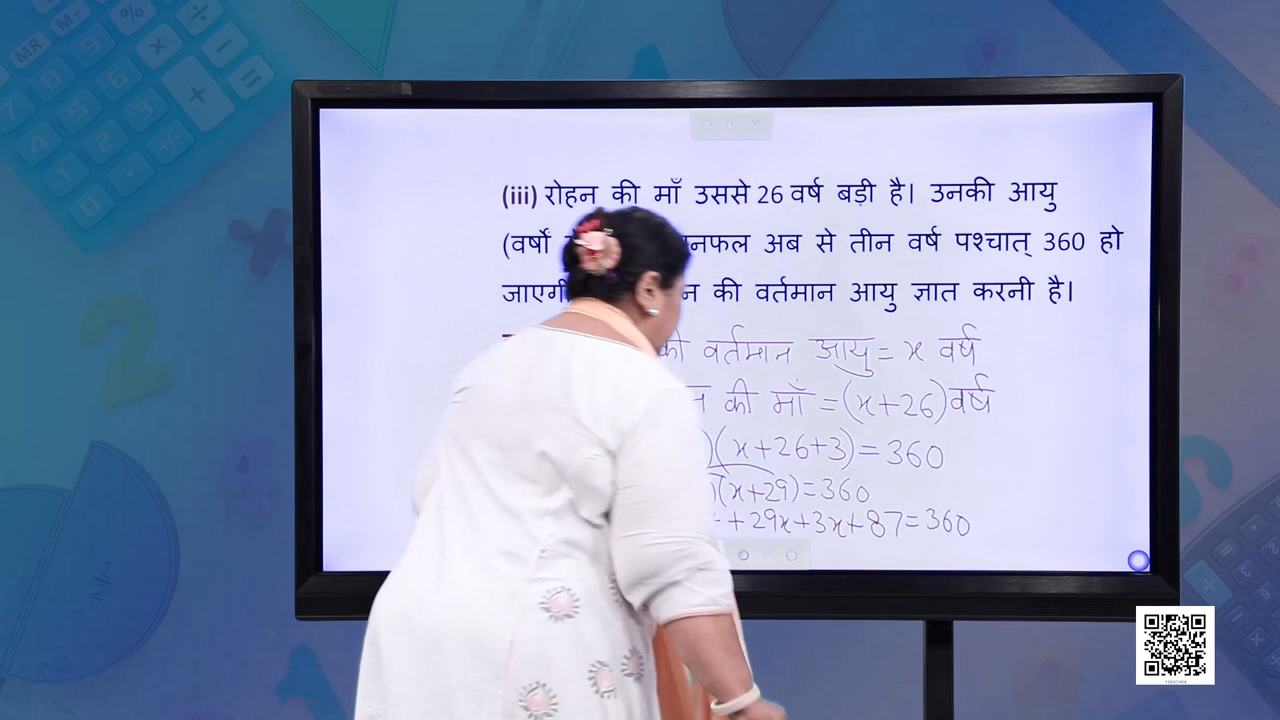 (iii) रोहन की माँ उससे 26 वर्ष बड़ी है। उनकी आयु
(वर्षों नफल अब से तीन वर्ष पश्चात् 360 हो
जाएगी न की वर्तमान आयु ज्ञात करनी है।
की वर्तमान आयु = x वर्ष
न की माँ = (x+26) वर्ष
)(x+26+3) = 360
)(x+29) = 360
+29x+3x+87=360